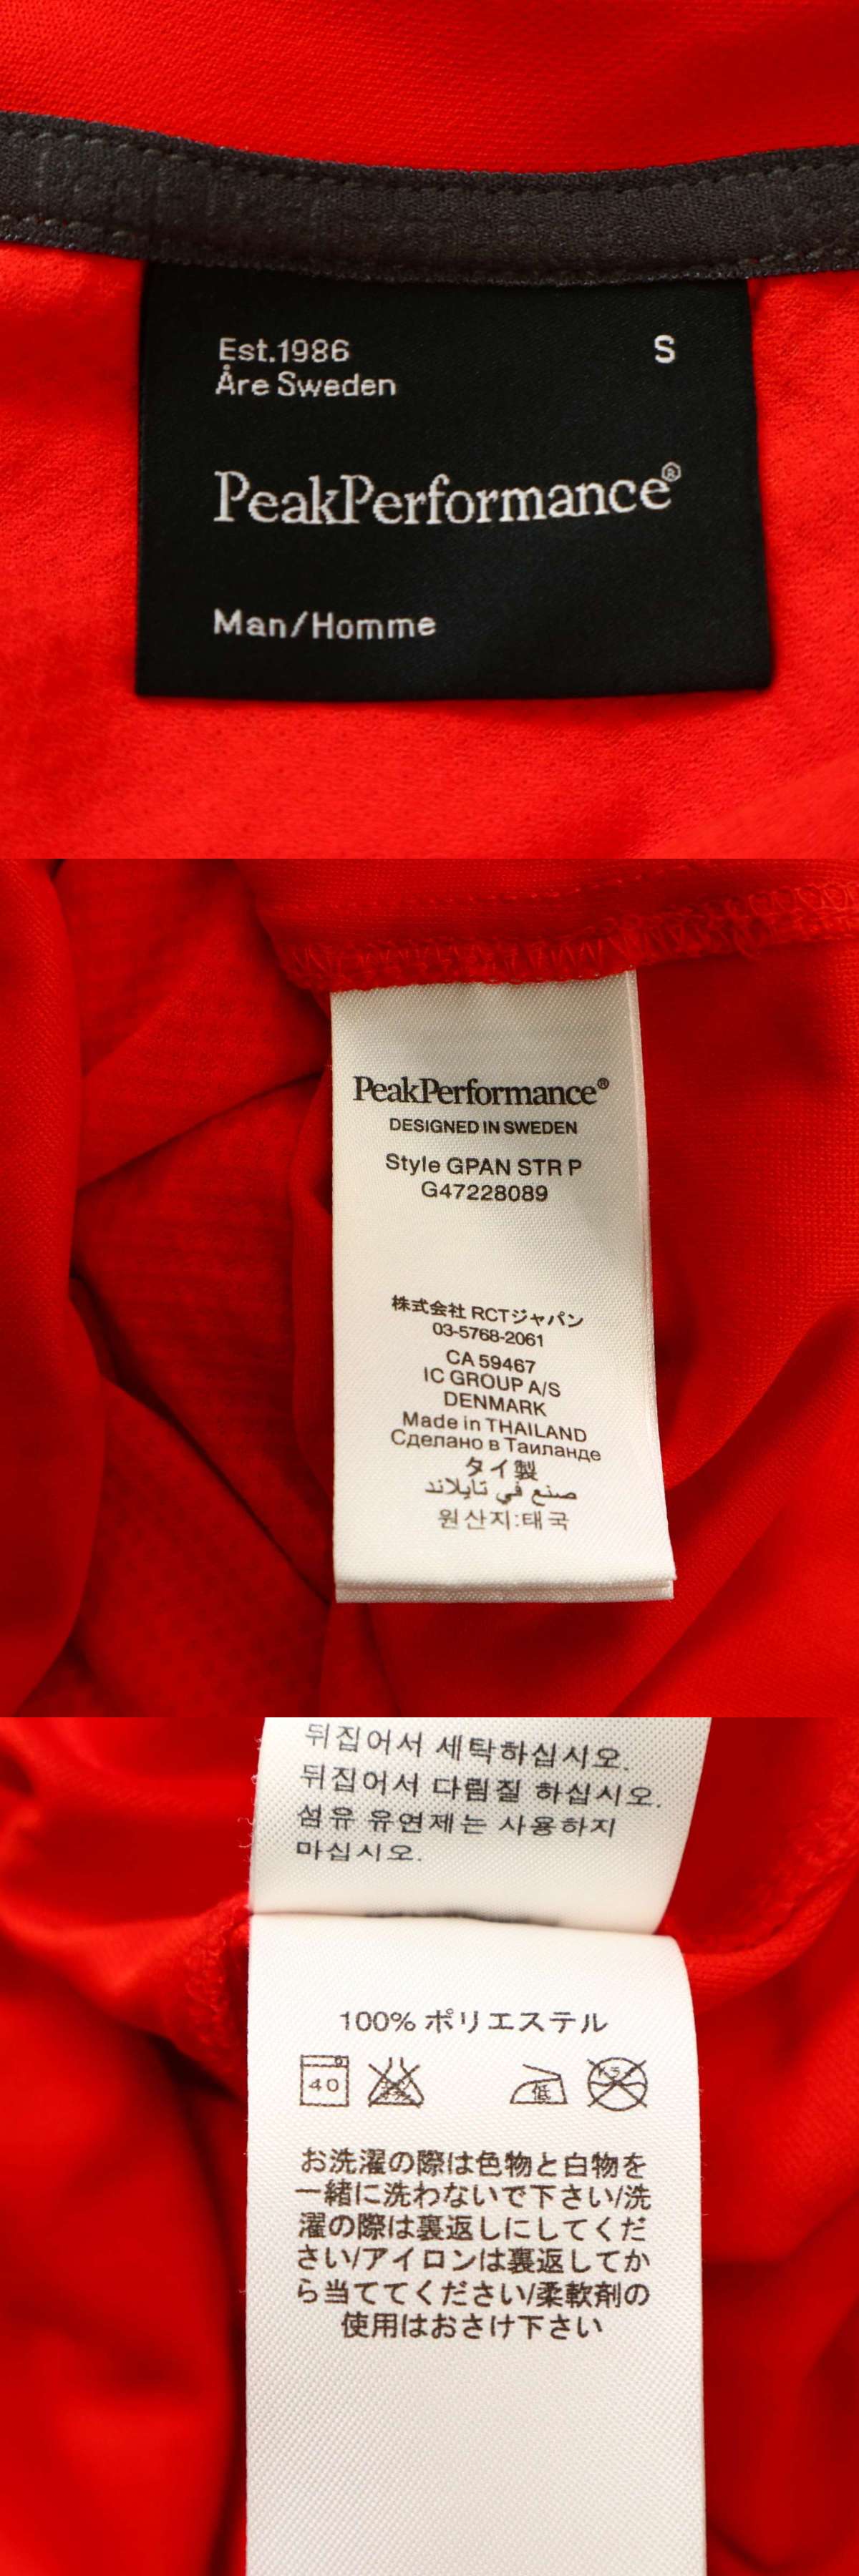 Est.1986
S
Åre Sweden
PeakPerformance®
Man/Homme
PeakPerformance®
DESIGNED IN SWEDEN
Style GPAN STR P
G47228089
株式会社 RCTジャパン
03-5768-2061
CA 59467
IC GROUP A/S
DENMARK
Made in THAILAND
Сделано в Таиланде
タイ製
صنع في تايلاند
원산지:태국
뒤집어서 세탁하십시오.
뒤집어서 다림질 하십시오.
섬유 유연제는 사용하지
마십시오.
100% ポリエステル
40
低
お洗濯の際は色物と白物を
一緒に洗わないで下さい/洗
濯の際は裏返しにしてくだ
さい/アイロンは裏返してか
ら当ててください/柔軟剤の
使用はおさけ下さい